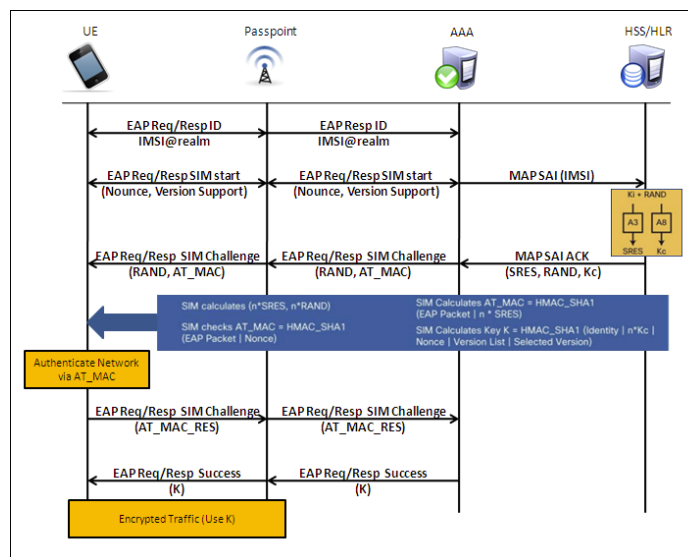 UE
Passpoint
AAA
HSS/HLR
EAP Req/Resp ID
IMSI@realm
EAP Resp ID
IMSI@realm
EAP Req/Resp SIM start
(Nounce, Version Support)
EAP Req/Resp SIM start
(Nounce, Version Support)
MAP SAI (IMSI)
Ki + RAND
A3
A8
SRES
Kc
EAP Req/Resp SIM Challenge
(RAND, AT_MAC)
EAP Req/Resp SIM Challenge
(RAND, AT_MAC)
MAP SAI ACK
(SRES, RAND, Kc)
SIM calculates (n*SRES, n*RAND)
SIM checks AT_MAC = HMAC_SHA1
(EAP Packet | Nonce)
SIM Calculates AT_MAC = HMAC_SHA1
(EAP Packet | n * SRES)
SIM Calculates Key K = HMAC_SHA1 (Identity | n*Kc |
Nonce | Version List | Selected Version)
Authenticate Network
via AT_MAC
EAP Req/Resp SIM Challenge
(AT_MAC_RES)
EAP Req/Resp SIM Challenge
(AT_MAC_RES)
EAP Req/Resp Success
(K)
EAP Req/Resp Success
(K)
Encrypted Traffic (Use K)